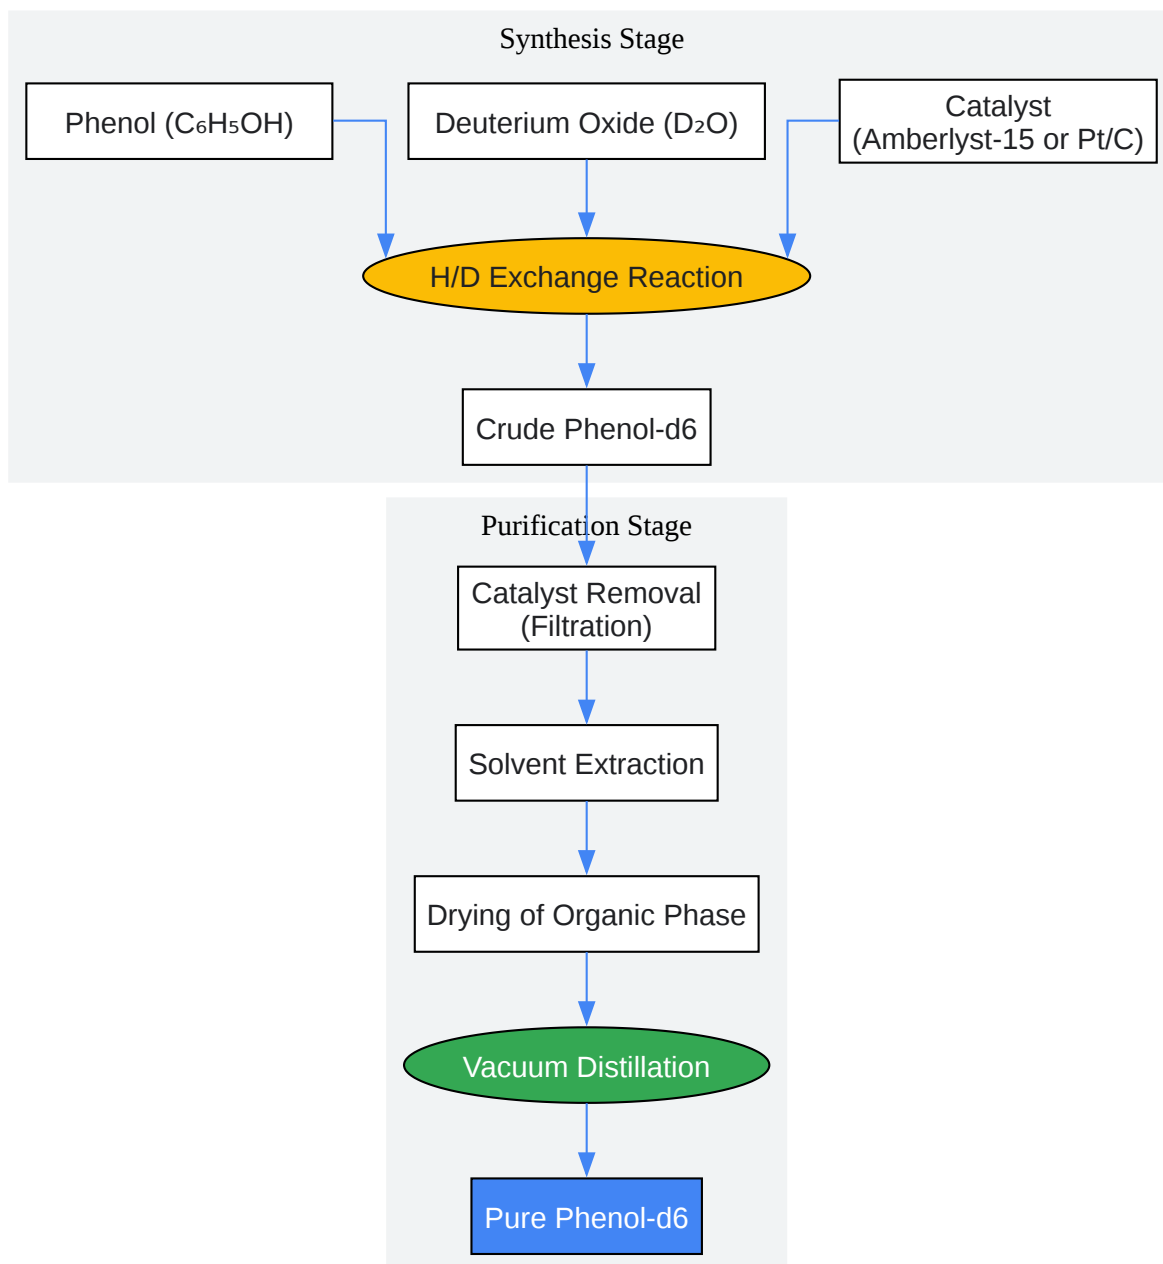 Synthesis Stage
Phenol (C₆H₅OH)
Deuterium Oxide (D₂O)
Catalyst
(Amberlyst-15 or Pt/C)
H/D Exchange Reaction
Crude Phenol-d6
Purification Stage
Catalyst Removal
(Filtration)
Solvent Extraction
Drying of Organic Phase
Vacuum Distillation
Pure Phenol-d6